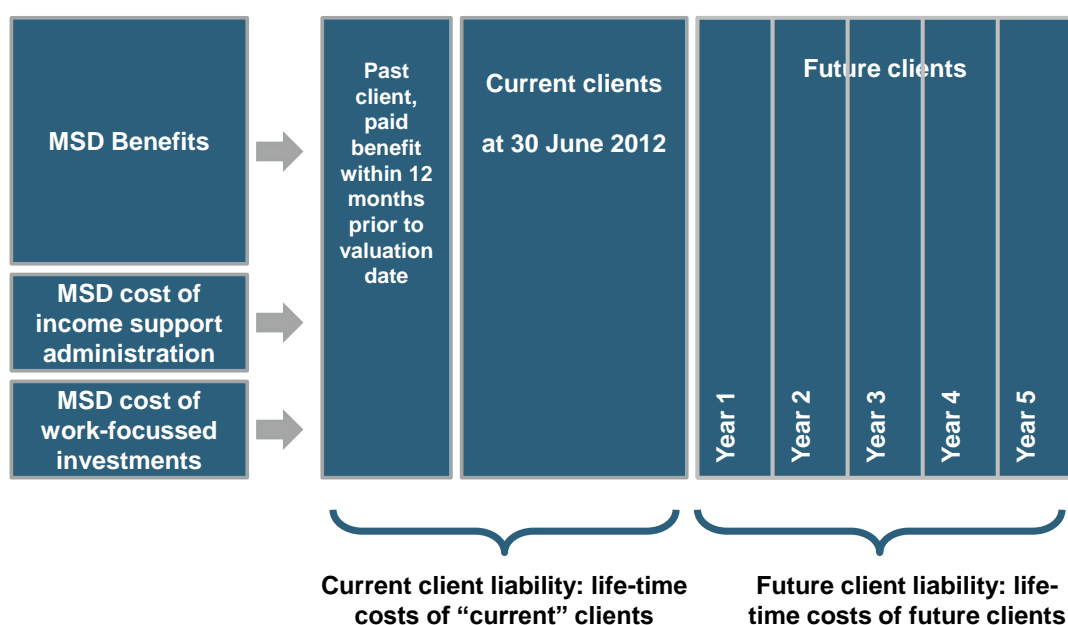 MSD Benefits
MSD cost of
income support
administration
MSD cost of
work-focussed
investments
Past
client,
paid
benefit
within 12
months
prior to
valuation
date
Current clients
at 30 June 2012
Future clients
Year 1
Year 2
Year 3
Year 4
Year 5
Current client liability: life-time
costs of “current” clients
Future client liability: life-
time costs of future clients